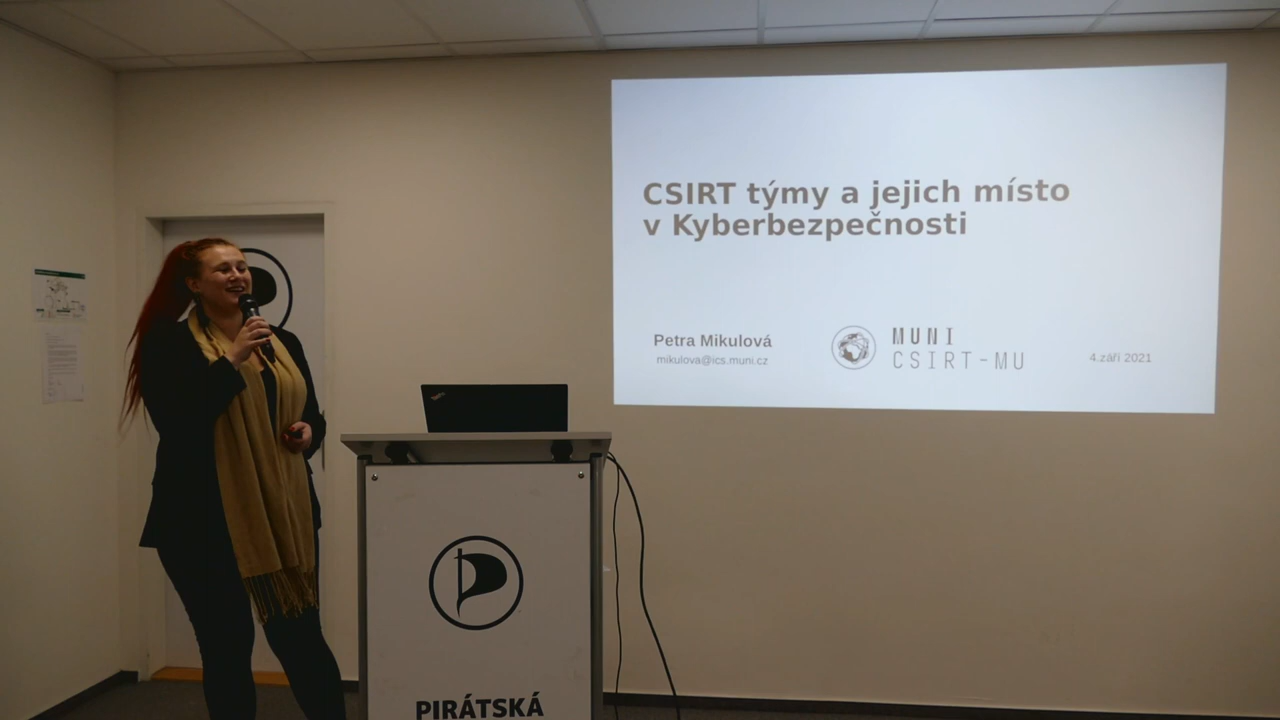 CSIRT týmy a jejich místo
v Kyberbezpečnosti
Petra Mikulová
mikulova@ics.muni.cz
MUNI
CSIRT-MU
4.září 2021
PIRÁTSKÁ